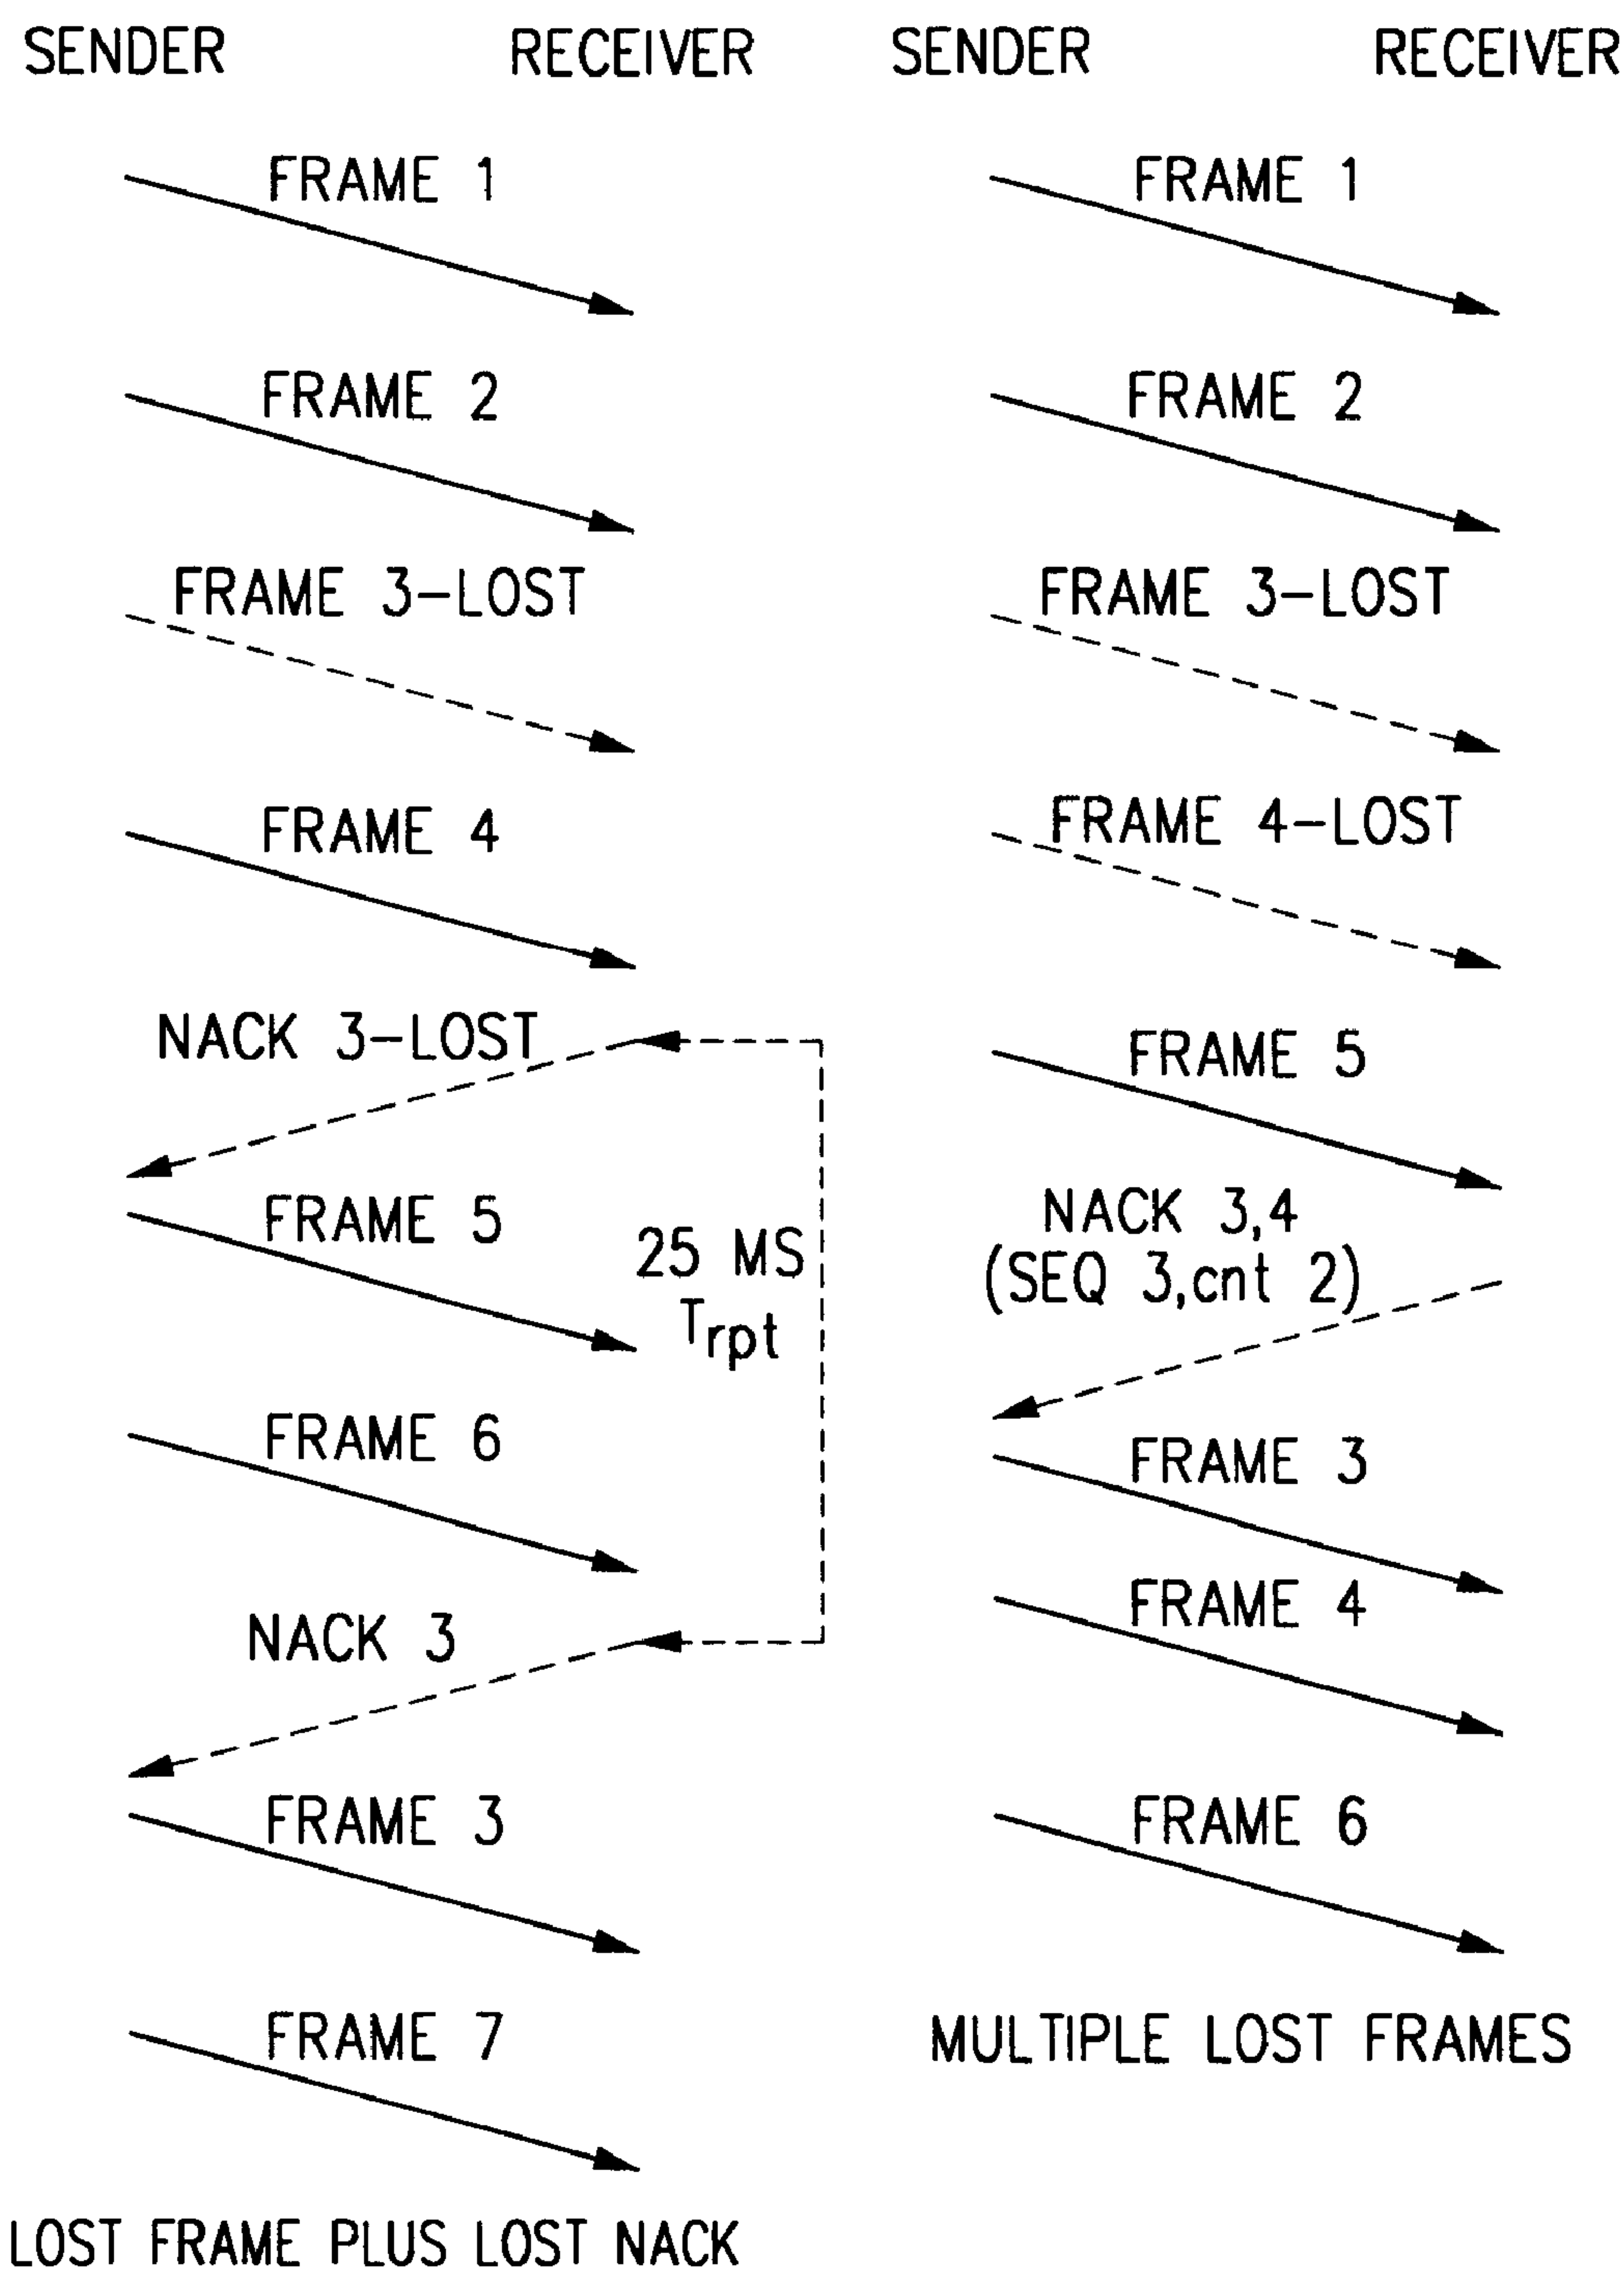 SENDER RECEIVER
FRAME 1
FRAME 2
FRAME 3-LOST
FRAME 4
NACK 3-LOST
FRAME 5
25 MS
Trpt
FRAME 6
NACK 3
FRAME 3
FRAME 7
LOST FRAME PLUS LOST NACK
SENDER RECEIVER
FRAME 1
FRAME 2
FRAME 3-LOST
FRAME 4-LOST
FRAME 5
NACK 3,4
(SEQ 3,cnt 2)
FRAME 3
FRAME 4
FRAME 6
MULTIPLE LOST FRAMES